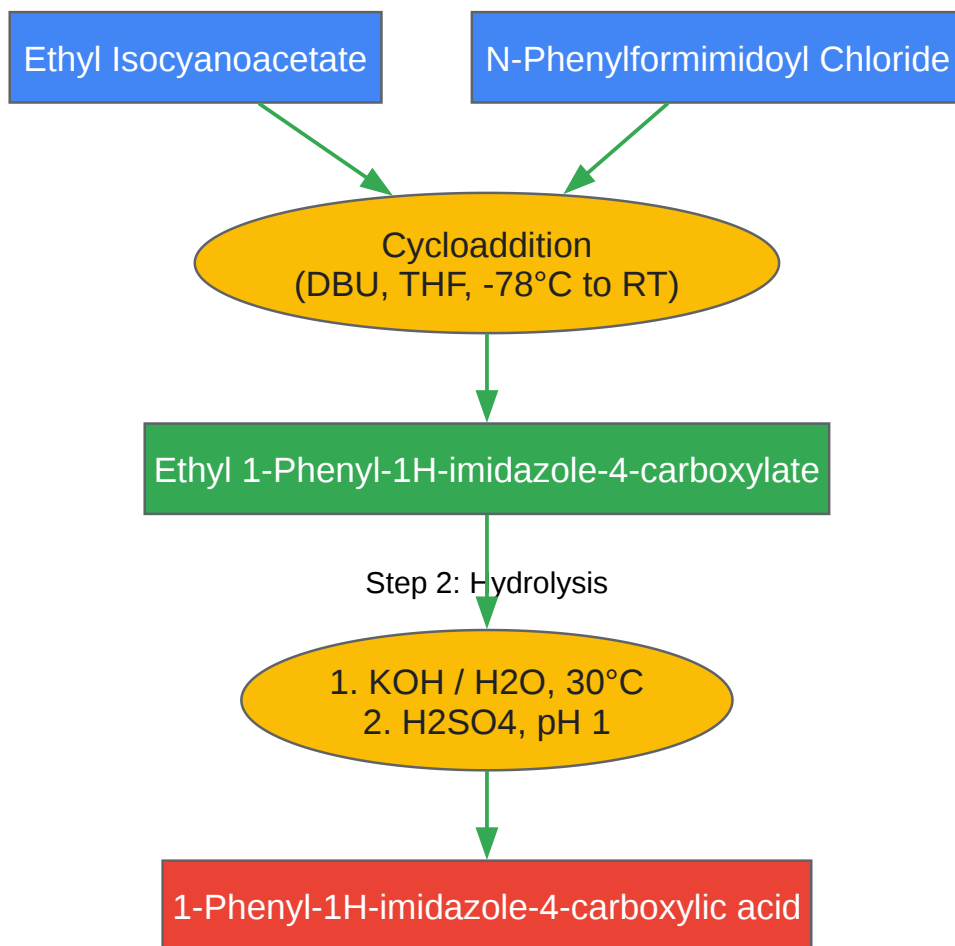 Ethyl Isocyanoacetate
N-Phenylformimidoyl Chloride
Cycloaddition
(DBU, THF, -78°C to RT)
Ethyl 1-Phenyl-1H-imidazole-4-carboxylate
Step 2: Hydrolysis
1. KOH / H2O, 30°C
2. H2SO4, pH 1
1-Phenyl-1H-imidazole-4-carboxylic acid